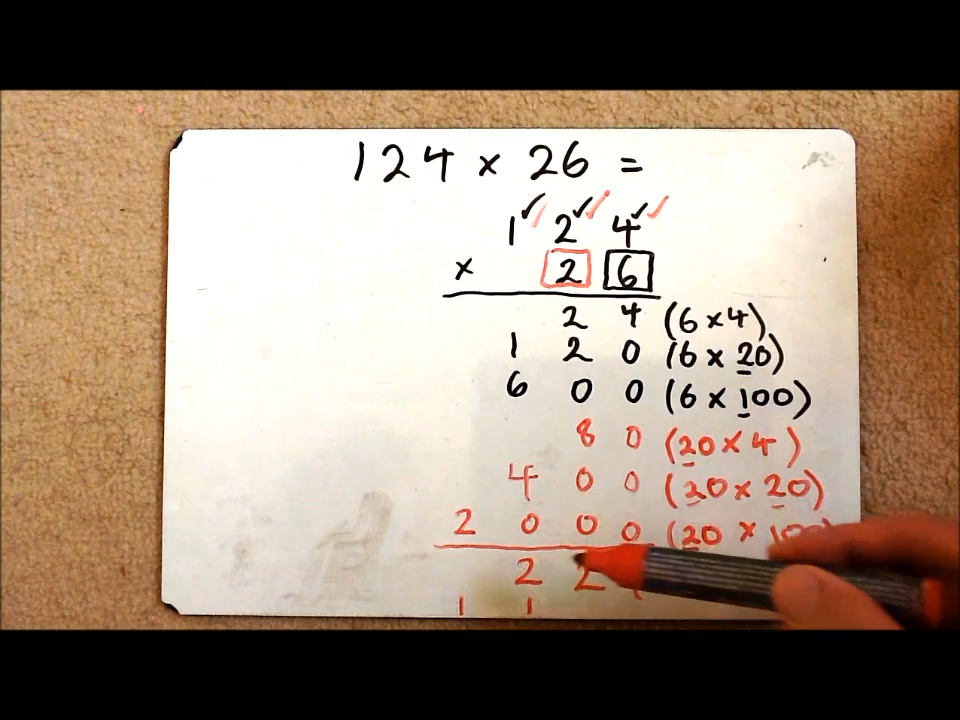 124 × 26 =
1 2 4
× 2 6
2 4 (6 × 4)
1 2 0 (6 × 20)
6 0 0 (6 × 100)
8 0 (20 × 4)
4 0 0 (20 × 20)
2 0 0 0 (20 × 100)
2 2
1 1